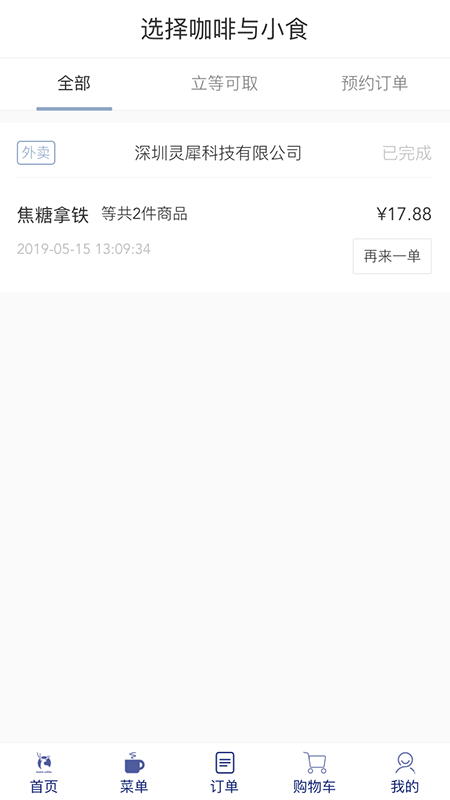 选择咖啡与小食
全部 立等可取 预约订单
外卖 深圳灵犀科技有限公司 已完成
焦糖拿铁 等共2件商品 ¥17.88
2019-05-15 13:09:34 再来一单
首页 菜单 订单 购物车 我的